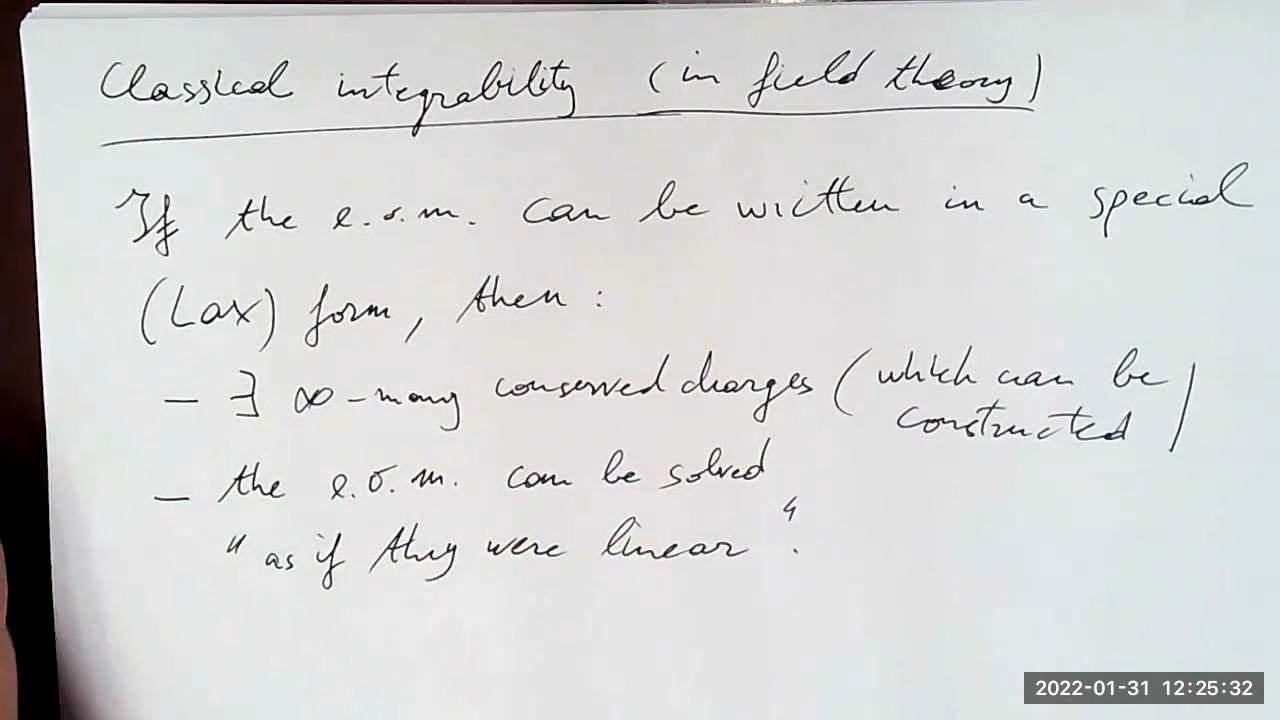 Classical integrability (in field theory)
If the e.o.m. can be written in a special
(Lax) form, then :
– ∃ ∞-many conserved charges (which can be
constructed)
– the e.o.m. can be solved
"as if they were linear".
2022-01-31 12:25:32